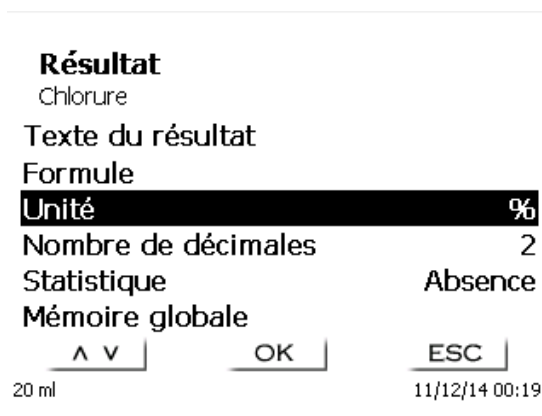 Résultat
Chlorure
Texte du résultat
Formule
Unité %
Nombre de décimales 2
Statistique Absence
Mémoire globale
∧ ∨ OK ESC
20 ml 11/12/14 00:19